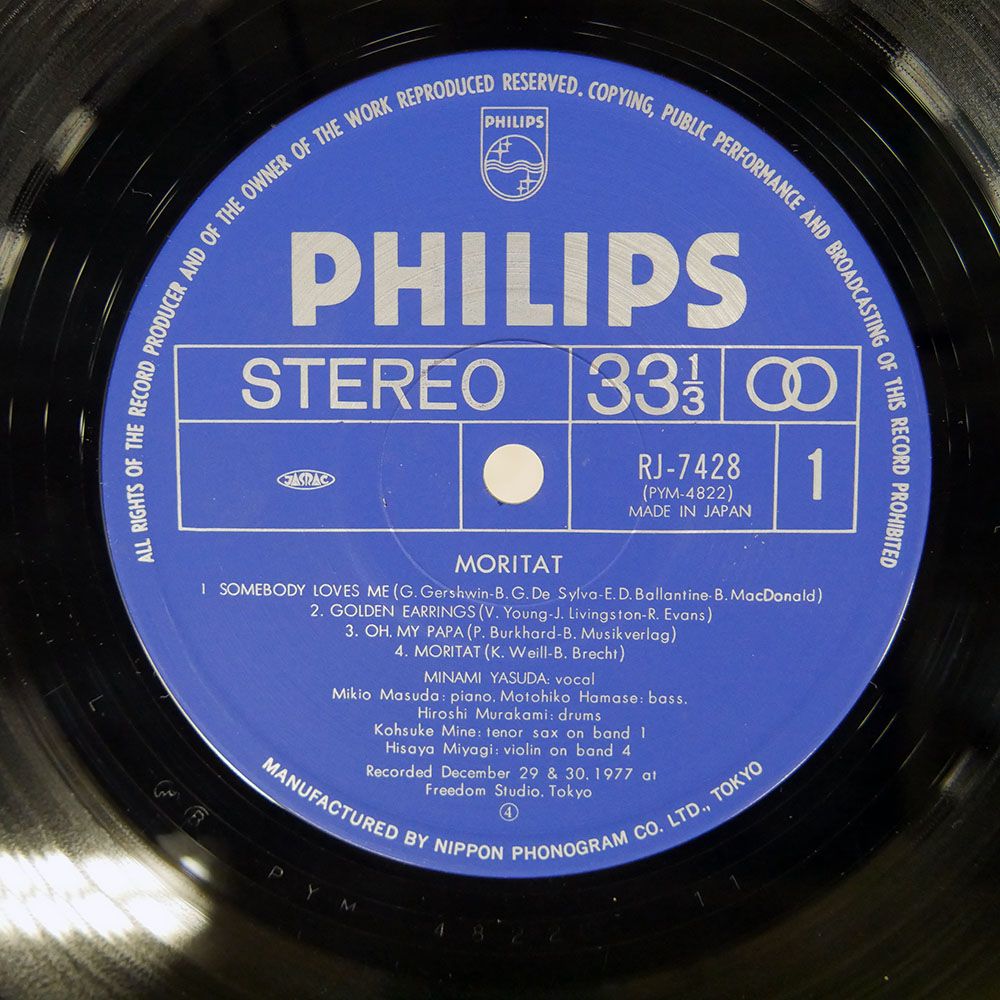 ALL RIGHTS OF THE RECORD PRODUCER AND OF THE OWNER OF THE WORK REPRODUCED RESERVED. COPYING, PUBLIC PERFORMANCE AND BROADCASTING OF THIS RECORD PROHIBITED
PHILIPS
PHILIPS
STEREO 33 1/3
JASRAC
RJ-7428 1
(PYM-4822)
MADE IN JAPAN
MORITAT
1 SOMEBODY LOVES ME (G. Gershwin-B. G. De Sylva-E. D. Ballantine-B. MacDonald)
2. GOLDEN EARRINGS (V. Young-J. Livingston-R. Evans)
3. OH, MY PAPA (P. Burkhard-B. Musikverlag)
4. MORITAT (K. Weill-B. Brecht)
MINAMI YASUDA: vocal
Mikio Masuda: piano, Motohiko Hamase: bass,
Hiroshi Murakami: drums
Kohsuke Mine: tenor sax on band 1
Hisaya Miyagi: violin on band 4
Recorded December 29 & 30, 1977 at
Freedom Studio, Tokyo
④
MANUFACTURED BY NIPPON PHONOGRAM CO. LTD., TOKYO
PYM 4822 11